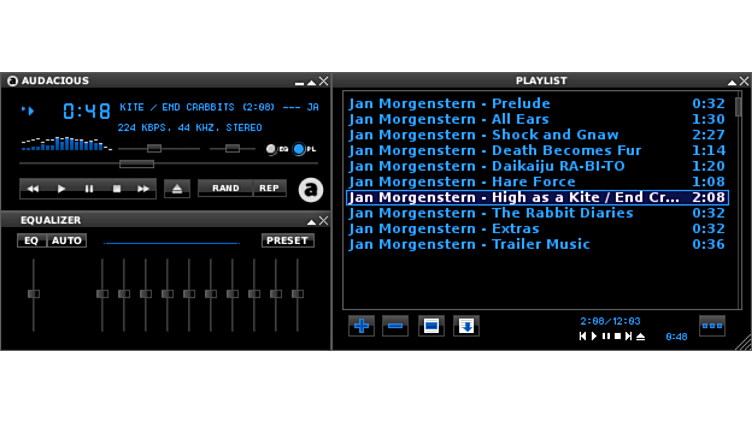 AUDACIOUS
0:48
KITE / END CRABBITS (2:08) --- JA
224 KBPS, 44 KHZ, STEREO
EQ
PL
RAND REP
a
EQUALIZER
EQ AUTO
PRESET
PLAYLIST
Jan Morgenstern - Prelude 0:32
Jan Morgenstern - All Ears 1:30
Jan Morgenstern - Shock and Gnaw 2:27
Jan Morgenstern - Death Becomes Fur 1:14
Jan Morgenstern - Daikaiju RA-BI-TO 1:20
Jan Morgenstern - Hare Force 1:08
Jan Morgenstern - High as a Kite / End Cr... 2:08
Jan Morgenstern - The Rabbit Diaries 0:32
Jan Morgenstern - Extras 0:32
Jan Morgenstern - Trailer Music 0:36
2:08/12:03
0:48